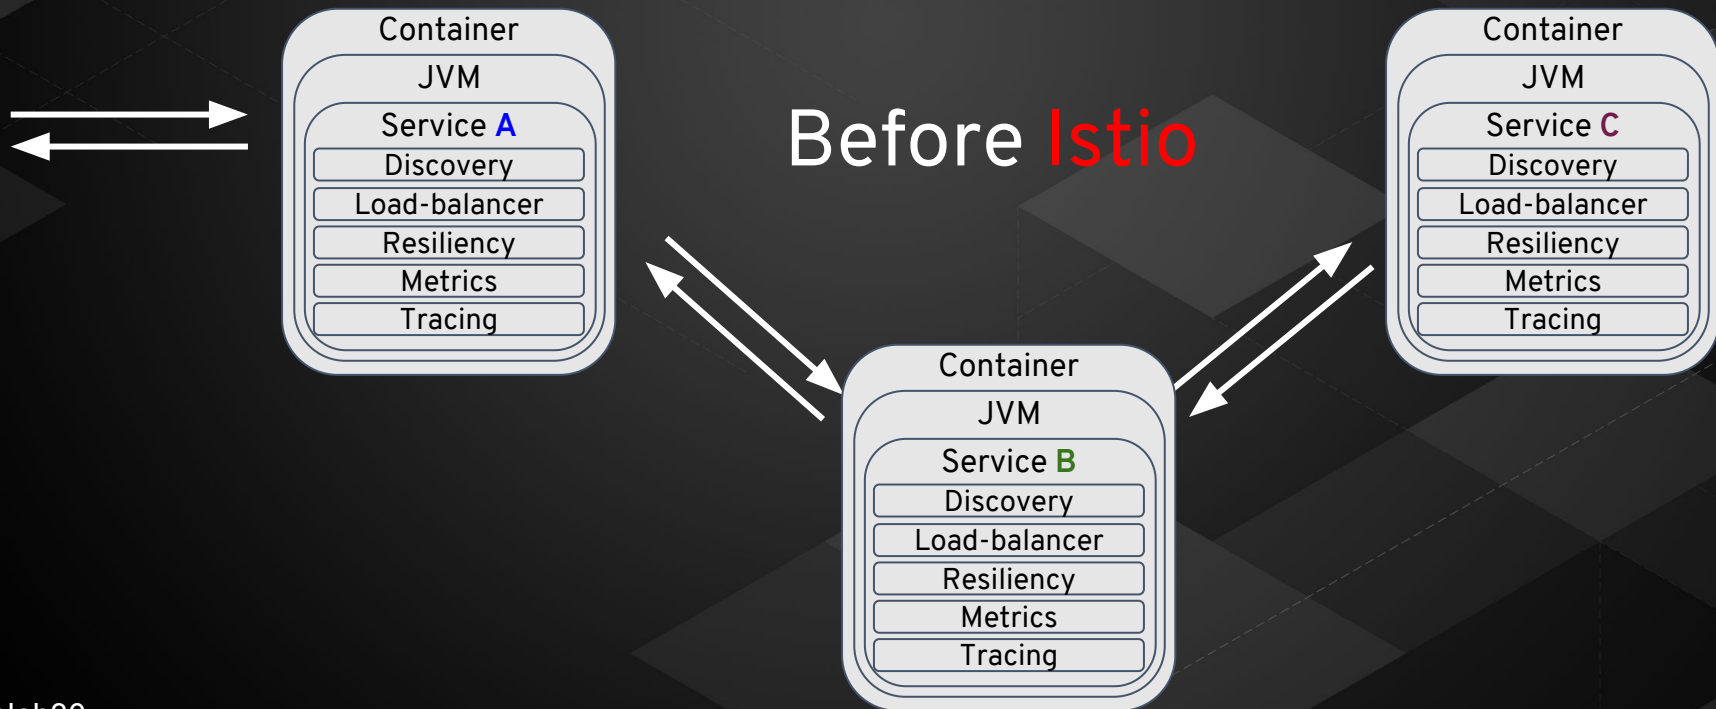 Container
JVM
Service A
Discovery
Load-balancer
Resiliency
Metrics
Tracing
Before Istio
Container
JVM
Service C
Discovery
Load-balancer
Resiliency
Metrics
Tracing
Container
JVM
Service B
Discovery
Load-balancer
Resiliency
Metrics
Tracing